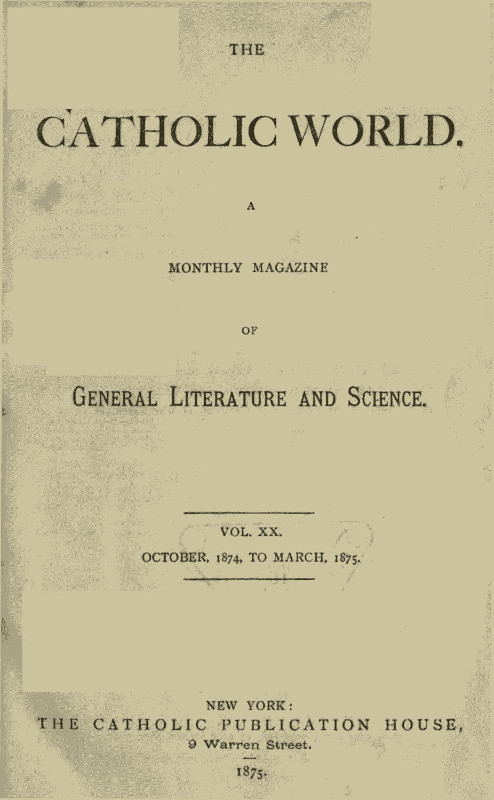 THE
CATHOLIC WORLD.
A
MONTHLY MAGAZINE
OF
GENERAL LITERATURE AND SCIENCE.
VOL. XX.
OCTOBER, 1874, TO MARCH, 1875.
NEW YORK:
THE CATHOLIC PUBLICATION HOUSE,
9 Warren Street.
1875.